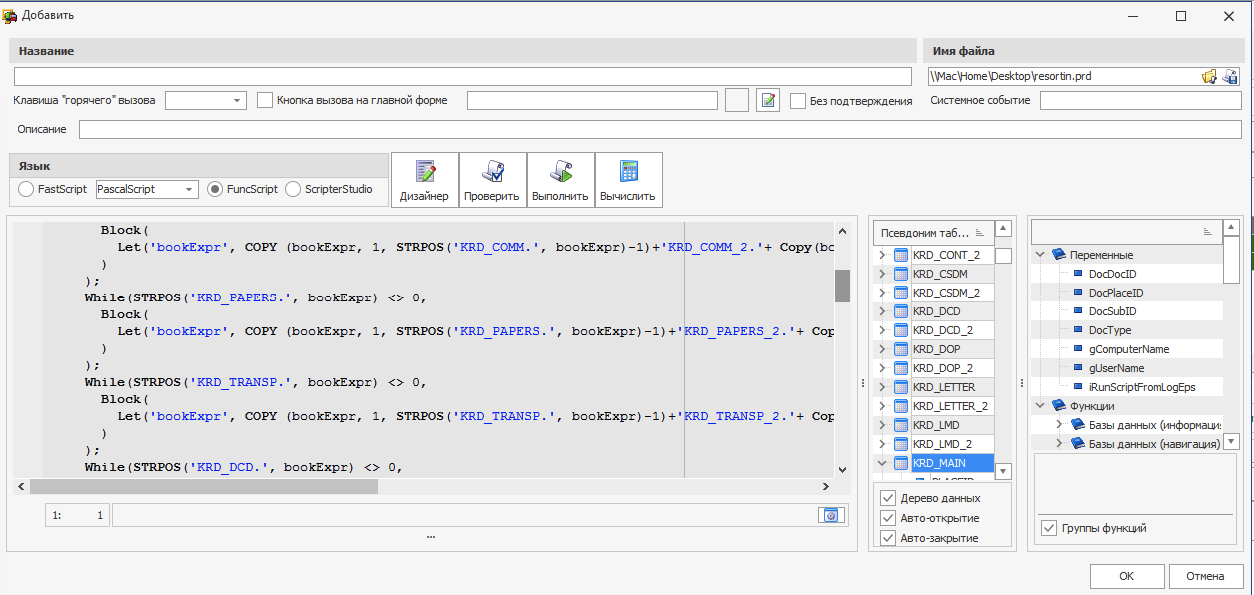 Добавить
Название
Имя файла
\\Mac\Home\Desktop\resortin.prd
Клавиша "горячего" вызова
Кнопка вызова на главной форме
Без подтверждения
Системное событие
Описание
Язык
FastScript
PascalScript
FuncScript
ScripterStudio
Дизайнер
Проверить
Выполнить
Вычислить
Block(
Let('bookExpr', COPY (bookExpr, 1, STRPOS('KRD_COMM.', bookExpr)-1)+'KRD_COMM_2.'+ Copy(bo
)
);
While(STRPOS('KRD_PAPERS.', bookExpr) <> 0,
Block(
Let('bookExpr', COPY (bookExpr, 1, STRPOS('KRD_PAPERS.', bookExpr)-1)+'KRD_PAPERS_2.'+ Cop
)
);
While(STRPOS('KRD_TRANSP.', bookExpr) <> 0,
Block(
Let('bookExpr', COPY (bookExpr, 1, STRPOS('KRD_TRANSP.', bookExpr)-1)+'KRD_TRANSP_2.'+ Cop
)
);
While(STRPOS('KRD_DCD.', bookExpr) <> 0,
1: 1
...
Псевдоним таб...
KRD_CONT_2
KRD_CSDM
KRD_CSDM_2
KRD_DCD
KRD_DCD_2
KRD_DOP
KRD_DOP_2
KRD_LETTER
KRD_LETTER_2
KRD_LMD
KRD_LMD_2
KRD_MAIN
Дерево данных
Авто-открытие
Авто-закрытие
Переменные
DocDocID
DocPlaceID
DocSubID
DocType
gComputerName
gUserName
iRunScriptFromLogEps
Функции
Базы данных (информаци
Базы данных (навигация)
Группы функций
OK
Отмена